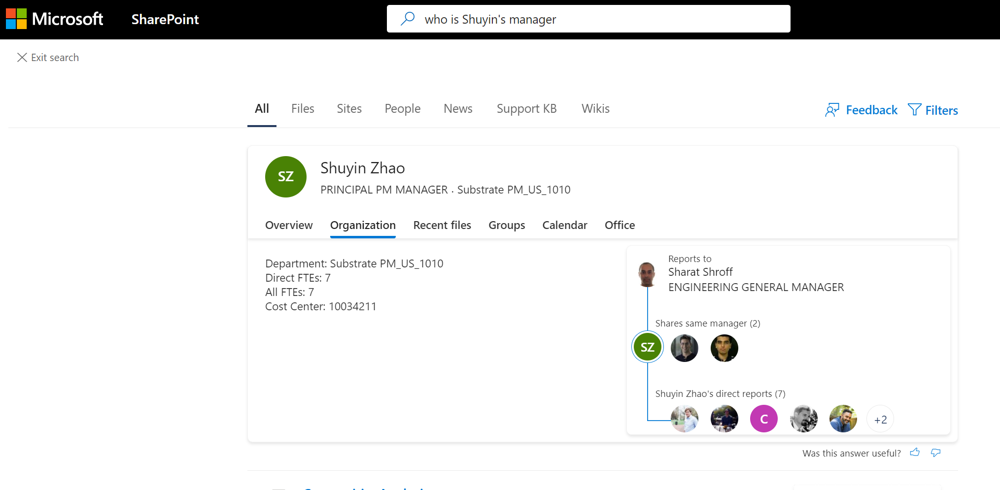 Microsoft
SharePoint
who is Shuyin's manager
Exit search
All
Files
Sites
People
News
Support KB
Wikis
Feedback
Filters
SZ
Shuyin Zhao
PRINCIPAL PM MANAGER · Substrate PM_US_1010
Overview
Organization
Recent files
Groups
Calendar
Office
Department: Substrate PM_US_1010
Direct FTEs: 7
All FTEs: 7
Cost Center: 10034211
Reports to
Sharat Shroff
ENGINEERING GENERAL MANAGER
Shares same manager (2)
SZ
Shuyin Zhao's direct reports (7)
C
+2
Was this answer useful?